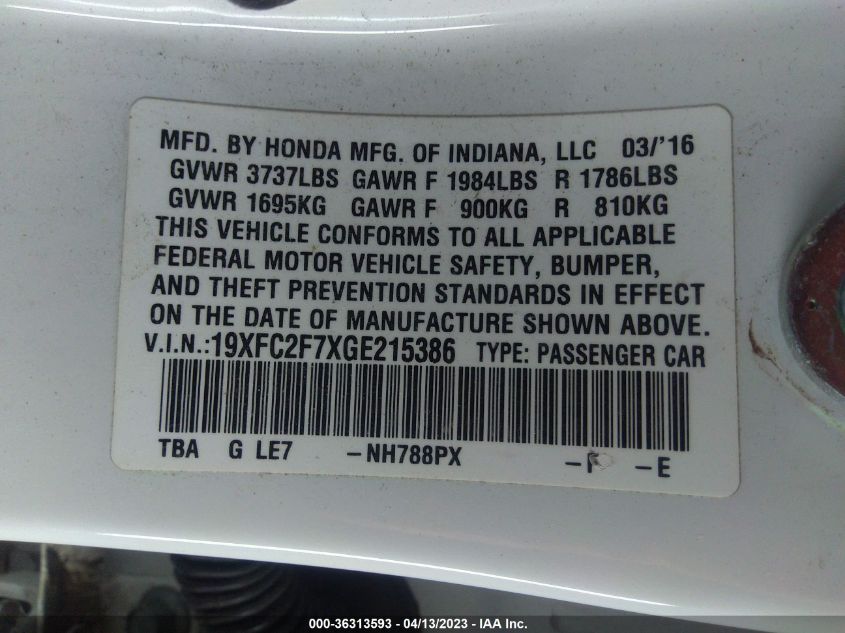 MFD. BY HONDA MFG. OF INDIANA, LLC 03/'16
GVWR 3737LBS GAWR F 1984LBS R 1786LBS
GVWR 1695KG GAWR F 900KG R 810KG
THIS VEHICLE CONFORMS TO ALL APPLICABLE
FEDERAL MOTOR VEHICLE SAFETY, BUMPER,
AND THEFT PREVENTION STANDARDS IN EFFECT
ON THE DATE OF MANUFACTURE SHOWN ABOVE.
V.I.N.:19XFC2F7XGE215386 TYPE: PASSENGER CAR
TBA G LE7 -NH788PX -E
000-36313593 - 04/13/2023 - IAA Inc.